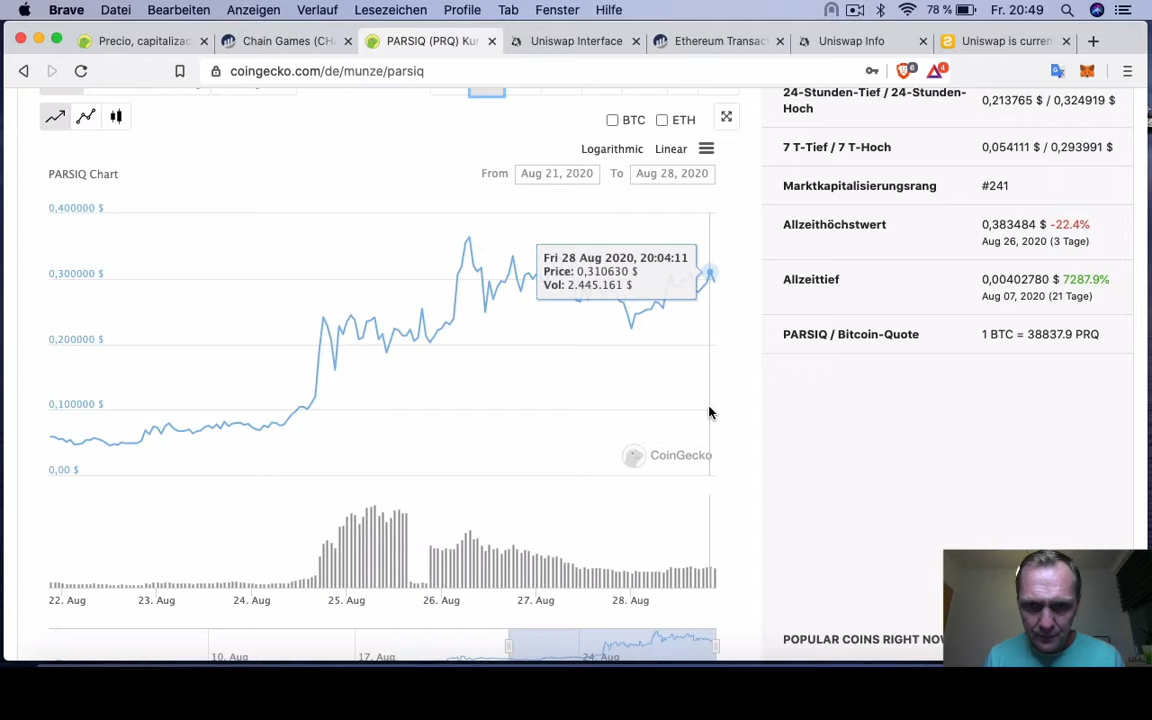 Brave Datei Bearbeiten Anzeigen Verlauf Lesezeichen Profile Tab Fenster Hilfe 78 % Fr. 20:49
Precio, capitalizac × Chain Games (CHA × PARSIQ (PRQ) Kur × Uniswap Interface × Ethereum Transac × Uniswap Info × Uniswap is curren × +
coingecko.com/de/munze/parsiq 6 4
BTC ETH
Logarithmic Linear
PARSIQ Chart From Aug 21, 2020 To Aug 28, 2020
0,400000 $
0,300000 $
0,200000 $
0,100000 $
0,00 $
Fri 28 Aug 2020, 20:04:11
Price: 0,310630 $
Vol: 2.445.161 $
CoinGecko
22. Aug 23. Aug 24. Aug 25. Aug 26. Aug 27. Aug 28. Aug
10. Aug 17. Aug 24. Aug
24-Stunden-Tief / 24-Stunden-
Hoch
0,213765 $ / 0,324919 $
7 T-Tief / 7 T-Hoch 0,054111 $ / 0,293991 $
Marktkapitalisierungsrang #241
Allzeithöchstwert 0,383484 $ -22.4%
Aug 26, 2020 (3 Tage)
Allzeittief 0,00402780 $ 7287.9%
Aug 07, 2020 (21 Tage)
PARSIQ / Bitcoin-Quote 1 BTC = 38837.9 PRQ
POPULAR COINS RIGHT NOW